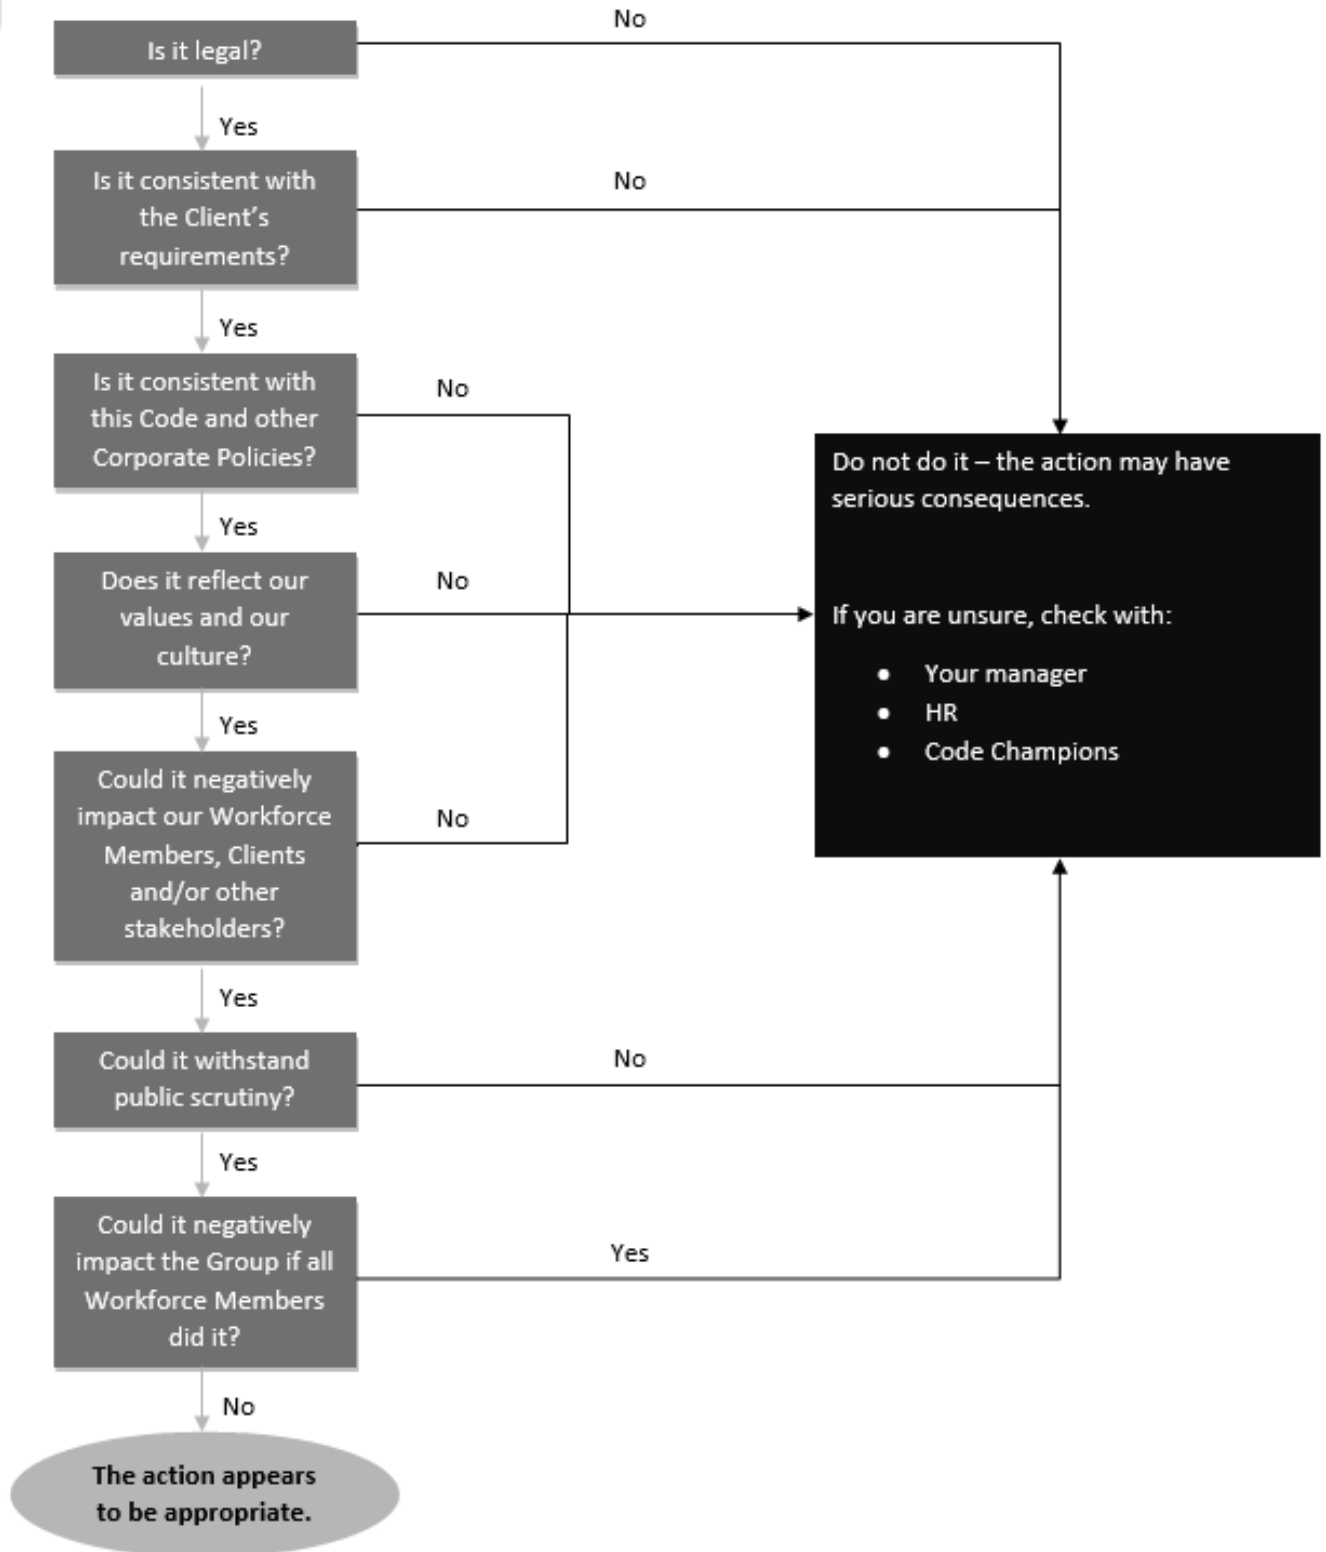 No
Is it legal?
Yes
Is it consistent with
the Client’s
requirements?
No
Yes
Is it consistent with
this Code and other
Corporate Policies?
No
Yes
Does it reflect our
values and our
culture?
No
Yes
Could it negatively
impact our Workforce
Members, Clients
and/or other
stakeholders?
No
Yes
Could it withstand
public scrutiny?
No
Yes
Could it negatively
impact the Group if all
Workforce Members
did it?
Yes
No
The action appears
to be appropriate.
Do not do it – the action may have
serious consequences.
If you are unsure, check with:
• Your manager
• HR
• Code Champions